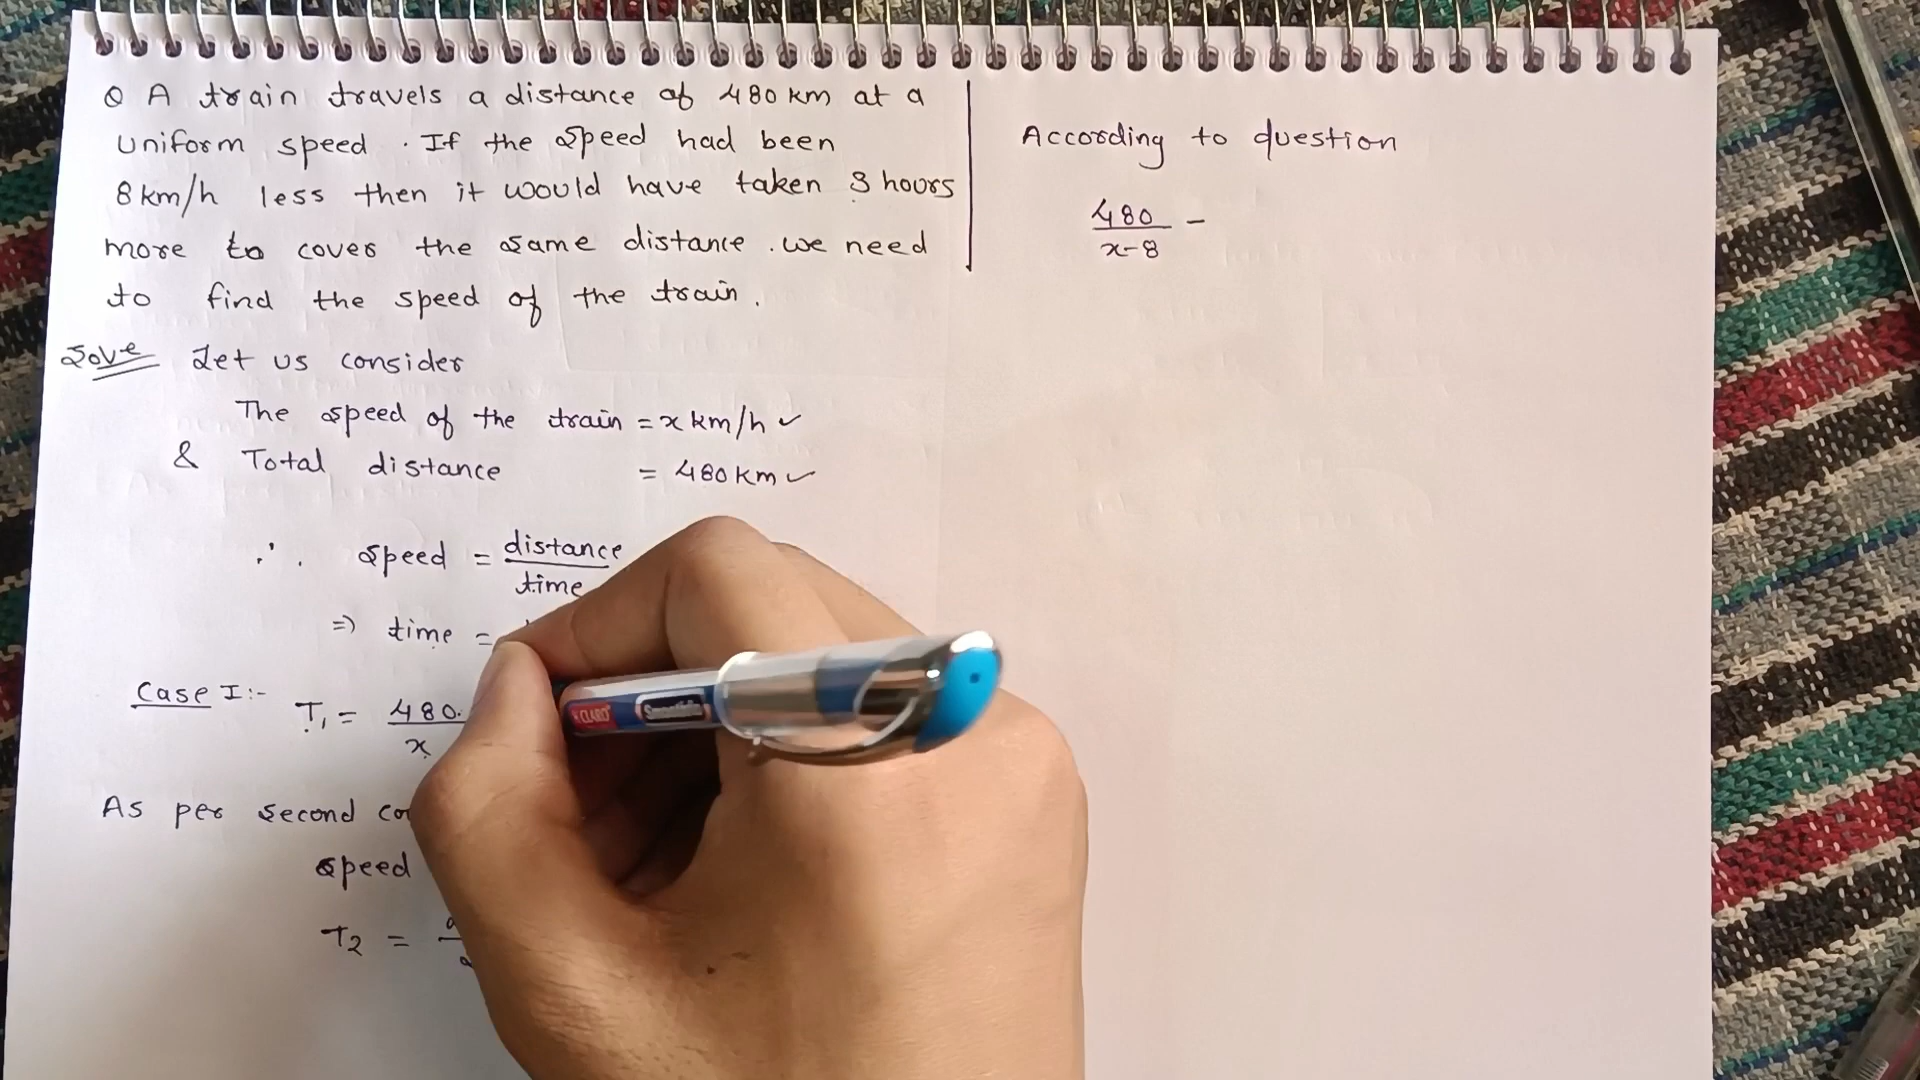 Q A train travels a distance of 480 km at a
uniform speed . If the speed had been
8 km/h less then it would have taken 3 hours
more to cover the same distance . we need
to find the speed of the train .
Solve Let us consider
The speed of the train = x km/h ✓
& Total distance = 480 km ✓
∴ speed = distance/time
=> time =
Case I :- T1 = 480/x
As per second
speed
T2 =
According to question
480/x-8 -
CLARO